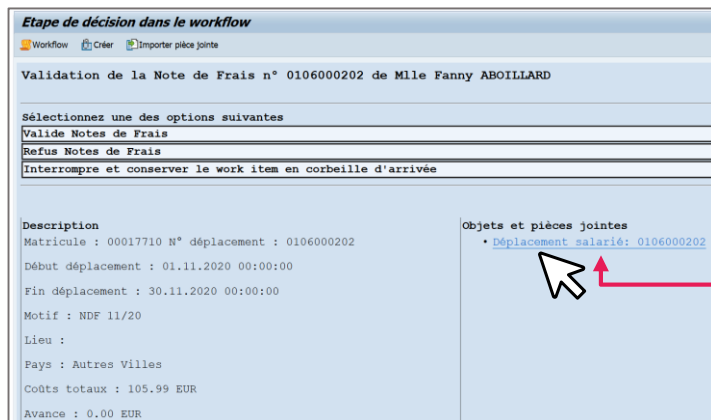 Etape de décision dans le workflow
Workflow Créer Importer pièce jointe
Validation de la Note de Frais n° 0106000202 de Mlle Fanny ABOILLARD
Sélectionnez une des options suivantes
Valide Notes de Frais
Refus Notes de Frais
Interrompre et conserver le work item en corbeille d'arrivée
Description
Matricule : 00017710 N° déplacement : 0106000202
Début déplacement : 01.11.2020 00:00:00
Fin déplacement : 30.11.2020 00:00:00
Motif : NDF 11/20
Lieu :
Pays : Autres Villes
Coûts totaux : 105.99 EUR
Avance : 0.00 EUR
Objets et pièces jointes
• Déplacement salarié: 0106000202